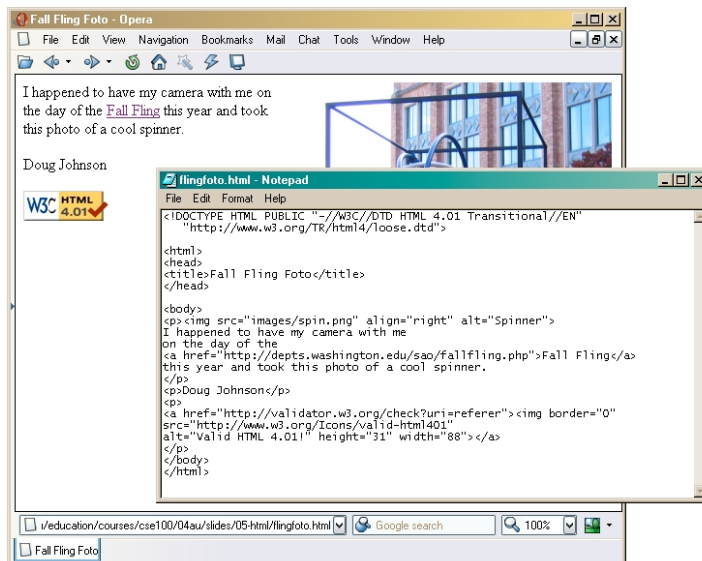 Fall Fling Foto - Opera
File Edit View Navigation Bookmarks Mail Chat Tools Window Help
I happened to have my camera with me on
the day of the Fall Fling this year and took
this photo of a cool spinner.
Doug Johnson
W3C HTML 4.01
flingfoto.html - Notepad
File Edit Format Help
<!DOCTYPE HTML PUBLIC "-//W3C//DTD HTML 4.01 Transitional//EN"
"http://www.w3.org/TR/html4/loose.dtd">
<html>
<head>
<title>Fall Fling Foto</title>
</head>
<body>
<p><img src="images/spin.png" align="right" alt="Spinner">
I happened to have my camera with me
on the day of the
<a href="http://depts.washington.edu/sao/fallfling.php">Fall Fling</a>
this year and took this photo of a cool spinner.
</p>
<p>Doug Johnson</p>
<p>
<a href="http://validator.w3.org/check?uri=referer"><img border="0"
src="http://www.w3.org/Icons/valid-html401"
alt="Valid HTML 4.01!" height="31" width="88"></a>
</p>
</body>
</html>
/education/courses/cse100/04au/slides/05-html/flingfoto.html Google search 100%
Fall Fling Foto